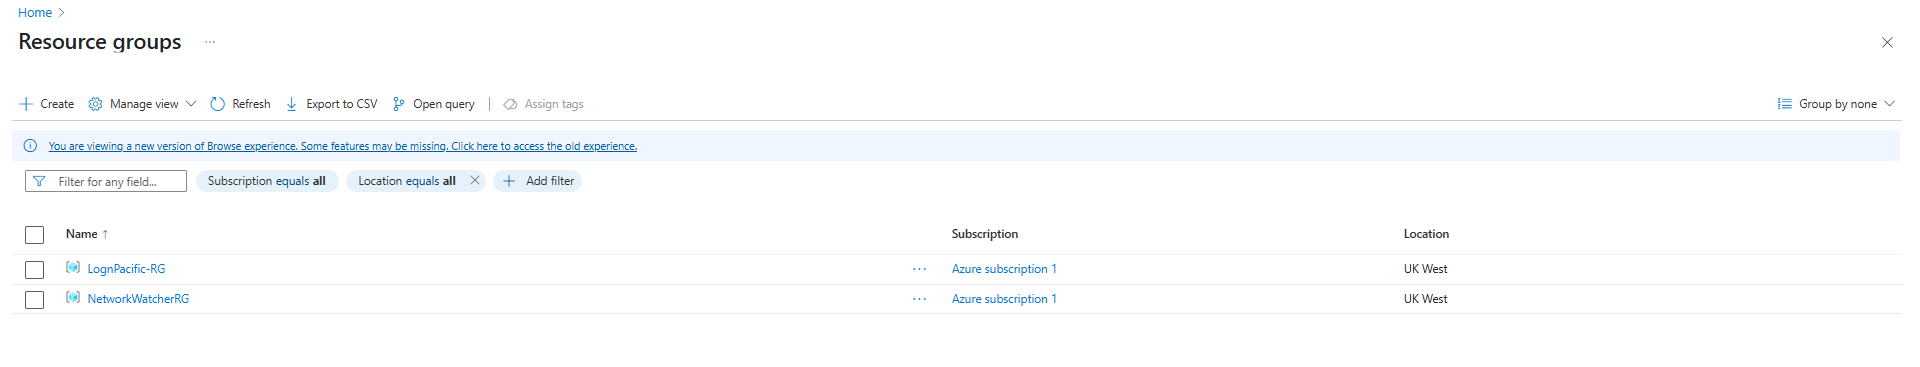 Home
Resource groups
Create Manage view Refresh Export to CSV Open query Assign tags Group by none
You are viewing a new version of Browse experience. Some features may be missing. Click here to access the old experience.
Filter for any field... Subscription equals all Location equals all Add filter
Name ↑ Subscription Location
LognPacific-RG ... Azure subscription 1 UK West
NetworkWatcherRG ... Azure subscription 1 UK West